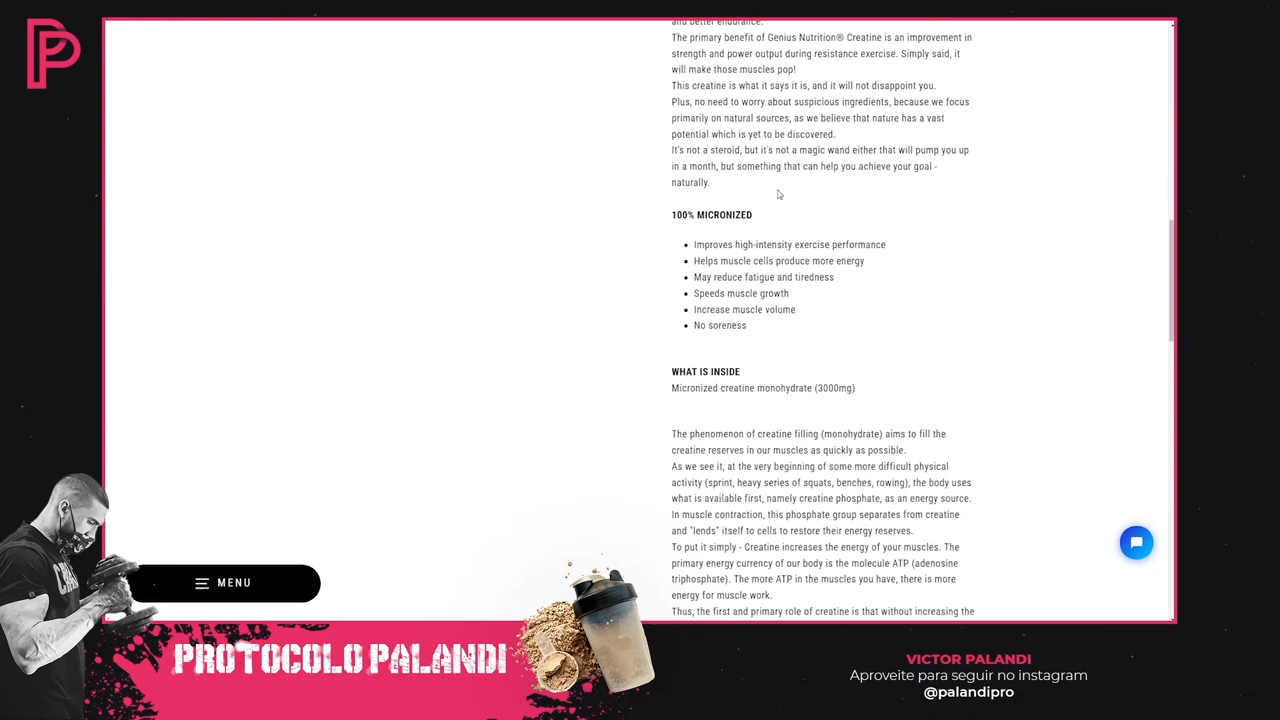 and better endurance.
The primary benefit of Genius Nutrition® Creatine is an improvement in
strength and power output during resistance exercise. Simply said, it
will make those muscles pop!
This creatine is what it says it is, and it will not disappoint you.
Plus, no need to worry about suspicious ingredients, because we focus
primarily on natural sources, as we believe that nature has a vast
potential which is yet to be discovered.
It's not a steroid, but it's not a magic wand either that will pump you up
in a month, but something that can help you achieve your goal -
naturally.
100% MICRONIZED
• Improves high-intensity exercise performance
• Helps muscle cells produce more energy
• May reduce fatigue and tiredness
• Speeds muscle growth
• Increase muscle volume
• No soreness
WHAT IS INSIDE
Micronized creatine monohydrate (3000mg)
The phenomenon of creatine filling (monohydrate) aims to fill the
creatine reserves in our muscles as quickly as possible.
As we see it, at the very beginning of some more difficult physical
activity (sprint, heavy series of squats, benches, rowing), the body uses
what is available first, namely creatine phosphate, as an energy source.
In muscle contraction, this phosphate group separates from creatine
and "lends" itself to cells to restore their energy reserves.
To put it simply - Creatine increases the energy of your muscles. The
primary energy currency of our body is the molecule ATP (adenosine
triphosphate). The more ATP in the muscles you have, there is more
energy for muscle work.
Thus, the first and primary role of creatine is that without increasing the
MENU
PROTOCOLO PALANDI
VICTOR PALANDI
Aproveite para seguir no instagram
@palandipro